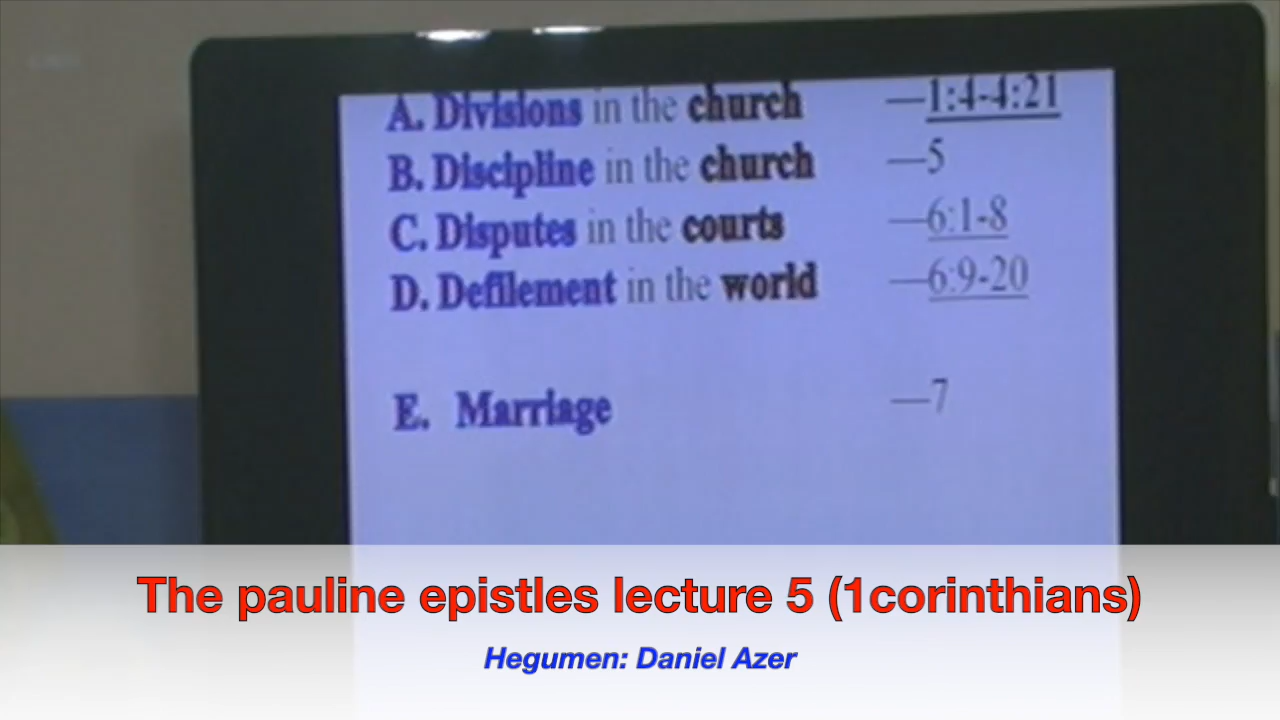 A. Divisions in the church —1:4-4:21
B. Discipline in the church —5
C. Disputes in the courts —6:1-8
D. Defilement in the world —6:9-20
E. Marriage —7
The pauline epistles lecture 5 (1corinthians)
Hegumen: Daniel Azer